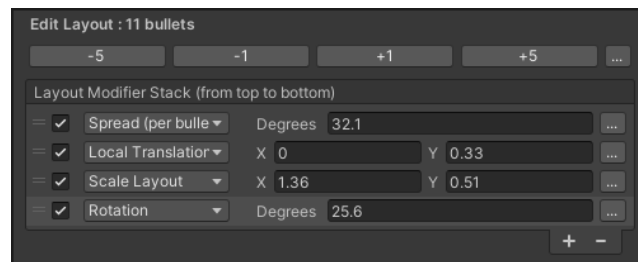 Edit Layout : 11 bullets
-5 -1 +1 +5 ...
Layout Modifier Stack (from top to bottom)
Spread (per bulle Degrees 32.1 ...
Local Translation X 0 Y 0.33 ...
Scale Layout X 1.36 Y 0.51 ...
Rotation Degrees 25.6 ...
+ -